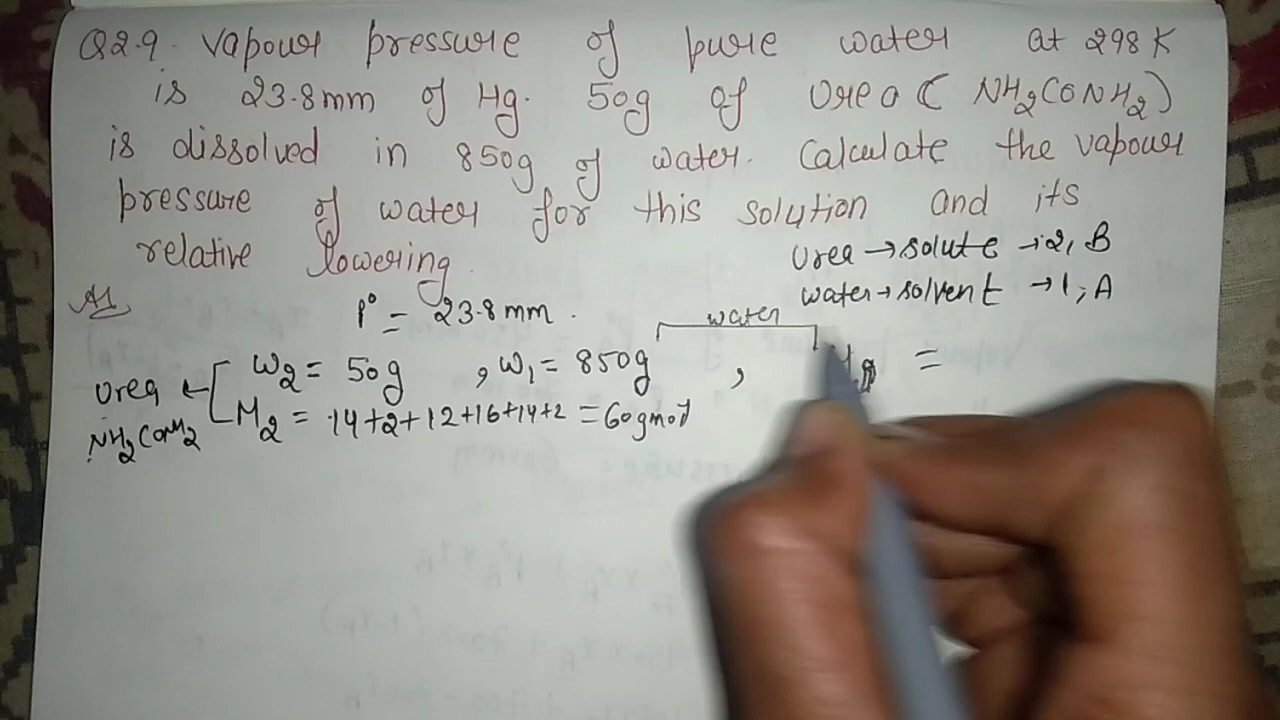 Q2.9. Vapour pressure of pure water at 298K
is 23.8mm of Hg. 50g of Urea ( NH₂CONH₂)
is dissolved in 850g of water. Calculate the vapour
pressure of water for this solution and its
relative lowering.
Urea → solute → 2, B
water → solvent → 1, A
A1
P° = 23.8 mm.
water
W₂ = 50g , W₁ = 850g , =
Urea ←
M₂ = 14+2+12+16+14+2 = 60gmol
NH₂CONH₂